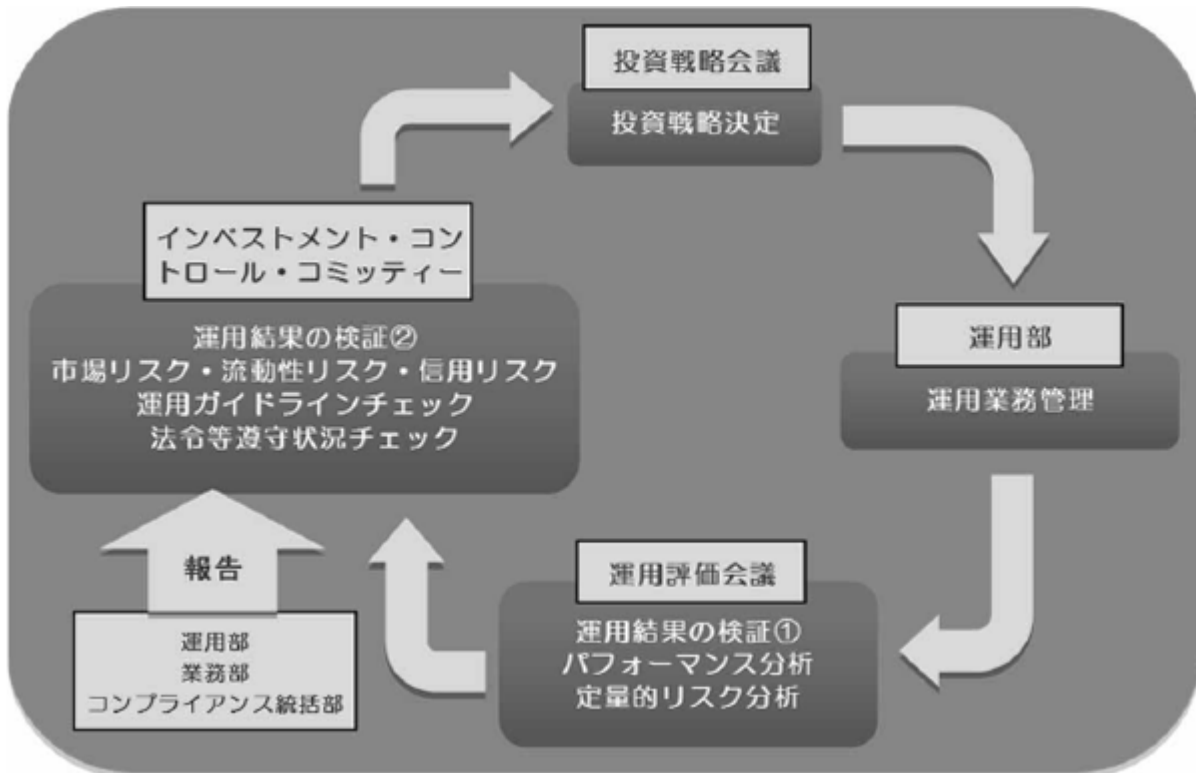 投資戦略会議
投資戦略決定
運用部
運用業務管理
運用評価会議
運用結果の検証①
パフォーマンス分析
定量的リスク分析
インベストメント・コン
トロール・コミッティー
運用結果の検証②
市場リスク・流動性リスク・信用リスク
運用ガイドラインチェック
法令等遵守状況チェック
報告
運用部
業務部
コンプライアンス統括部